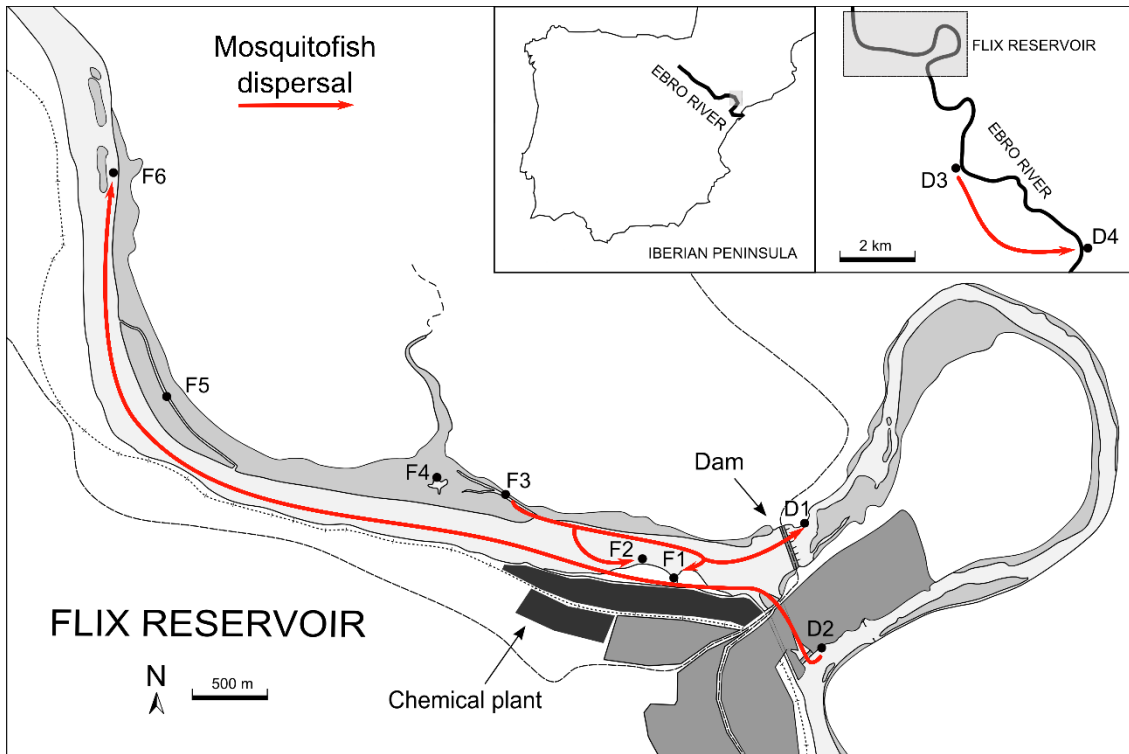 Mosquitofish
dispersal
EBRO RIVER
IBERIAN PENINSULA
FLIX RESERVOIR
EBRO RIVER
D3
D4
2 km
F6
F5
F4
F3
Dam
D1
F2
F1
D2
FLIX RESERVOIR
N
500 m
Chemical plant